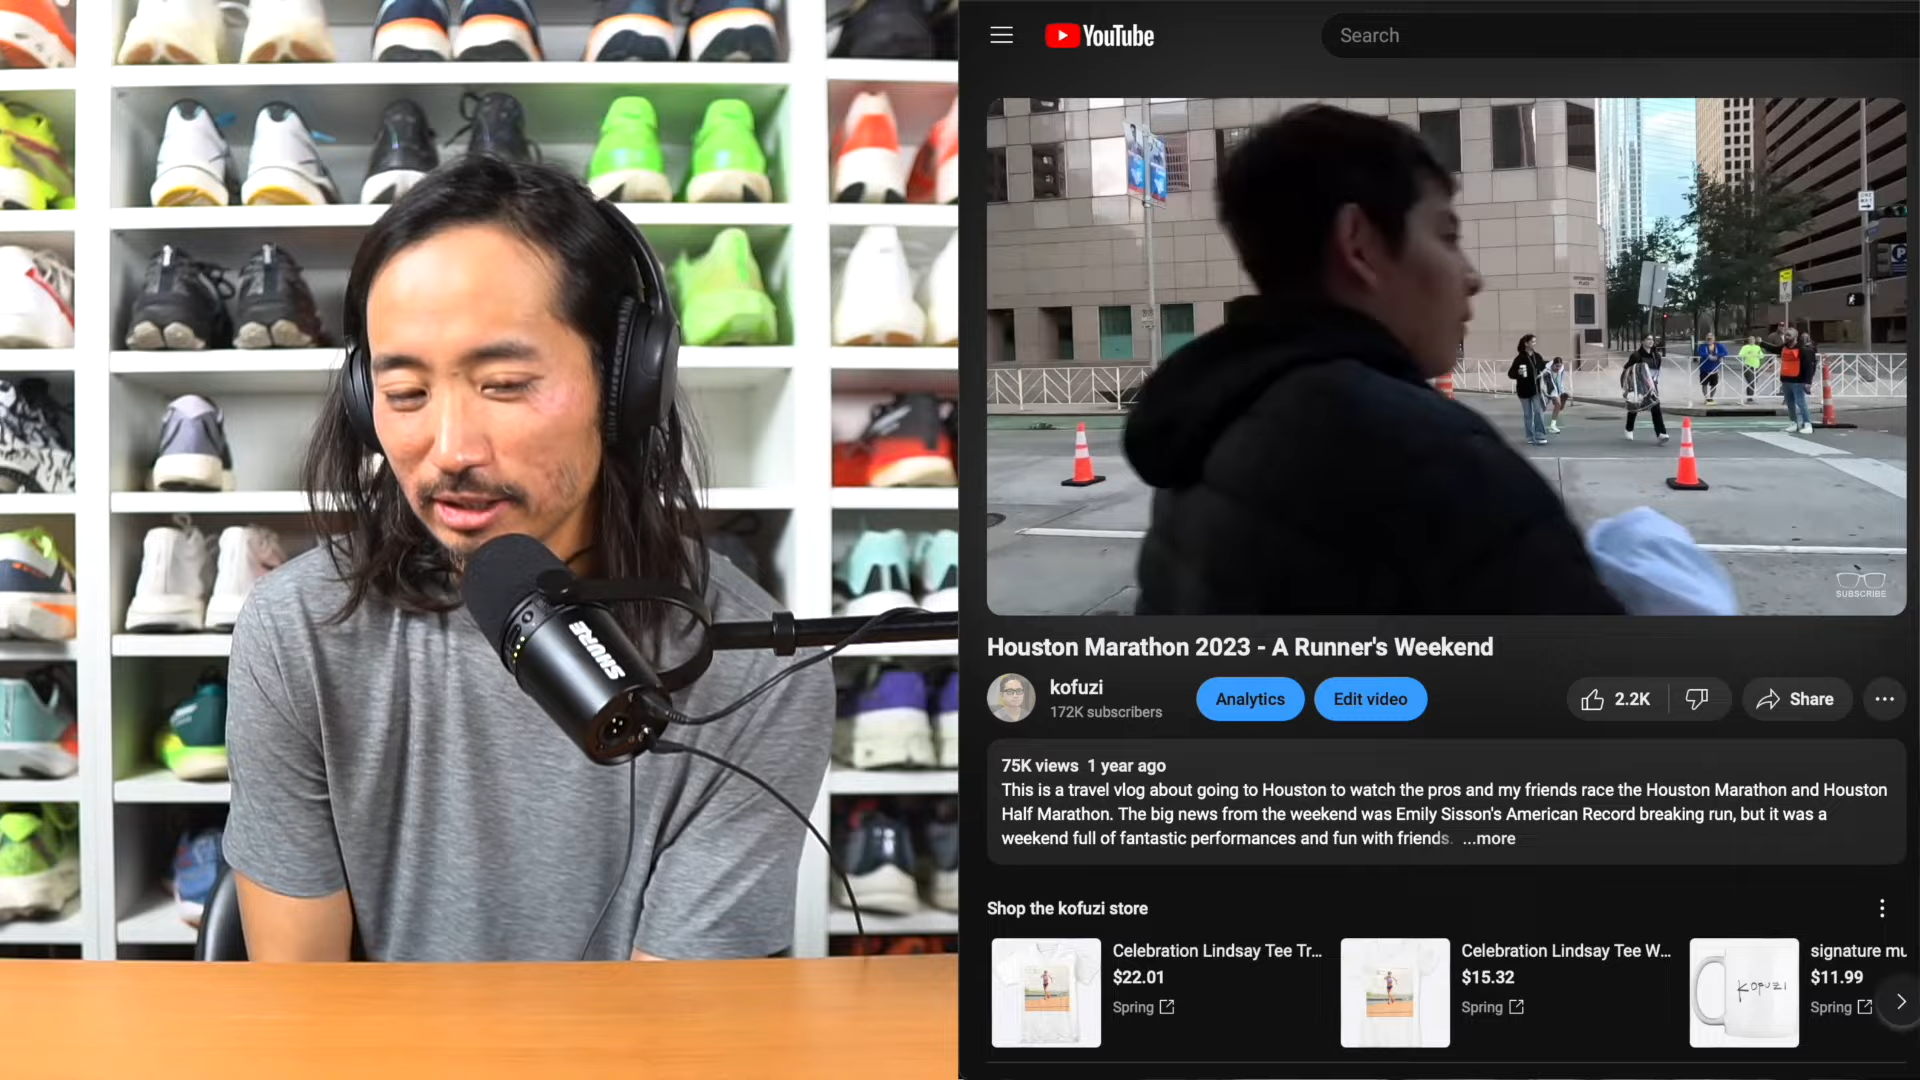 SHURE
YouTube
Search
SUBSCRIBE
Houston Marathon 2023 - A Runner's Weekend
kofuzi
172K subscribers
Analytics
Edit video
2.2K
Share
75K views 1 year ago
This is a travel vlog about going to Houston to watch the pros and my friends race the Houston Marathon and Houston
Half Marathon. The big news from the weekend was Emily Sisson's American Record breaking run, but it was a
weekend full of fantastic performances and fun with friends. ...more
Shop the kofuzi store
Celebration Lindsay Tee Tr...
$22.01
Spring
Celebration Lindsay Tee W...
$15.32
Spring
KOFUZI
signature mu
$11.99
Spring